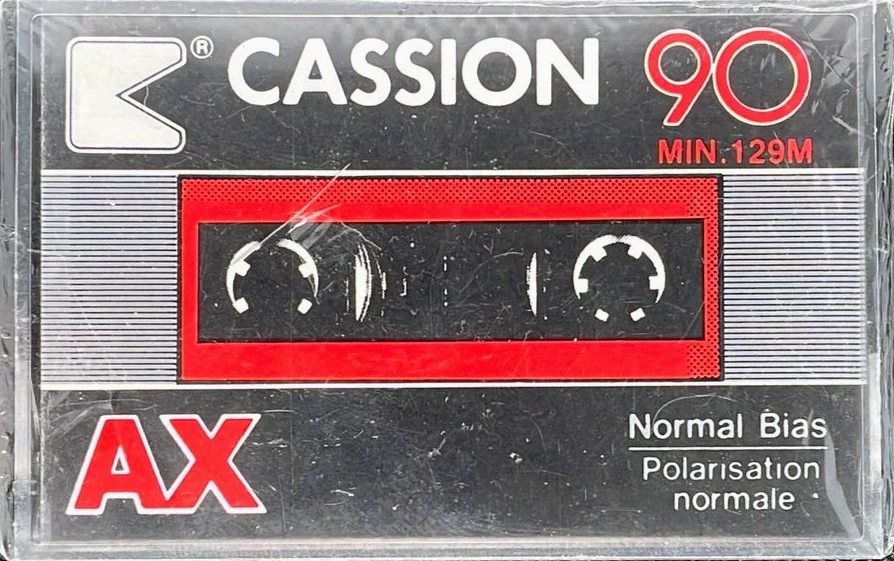 ® CASSION 90
MIN. 129M
AX
Normal Bias
Polarisation
normale